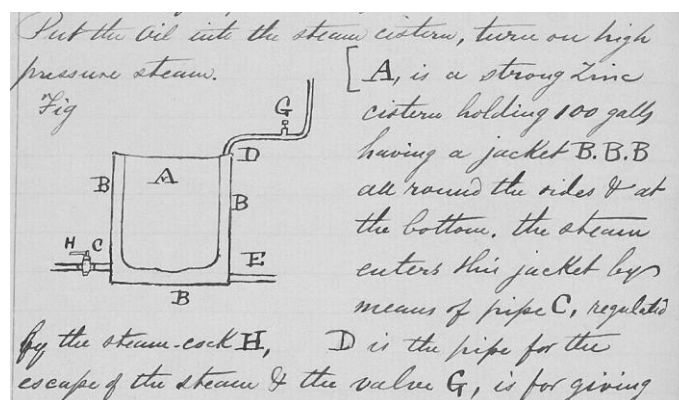 Put the Oil into the steam cistern, turn on high
pressure steam. [A, is a strong Zinc
Fig cistern holding 100 galls
G
having a jacket B.B.B
D
A
B
all round the sides & at
B
the bottom. the steam
H C
E
enters this jacket by
B
means of pipe C, regulated
by the steam-cock H, D is the pipe for the
escape of the steam & the valve G, is for giving